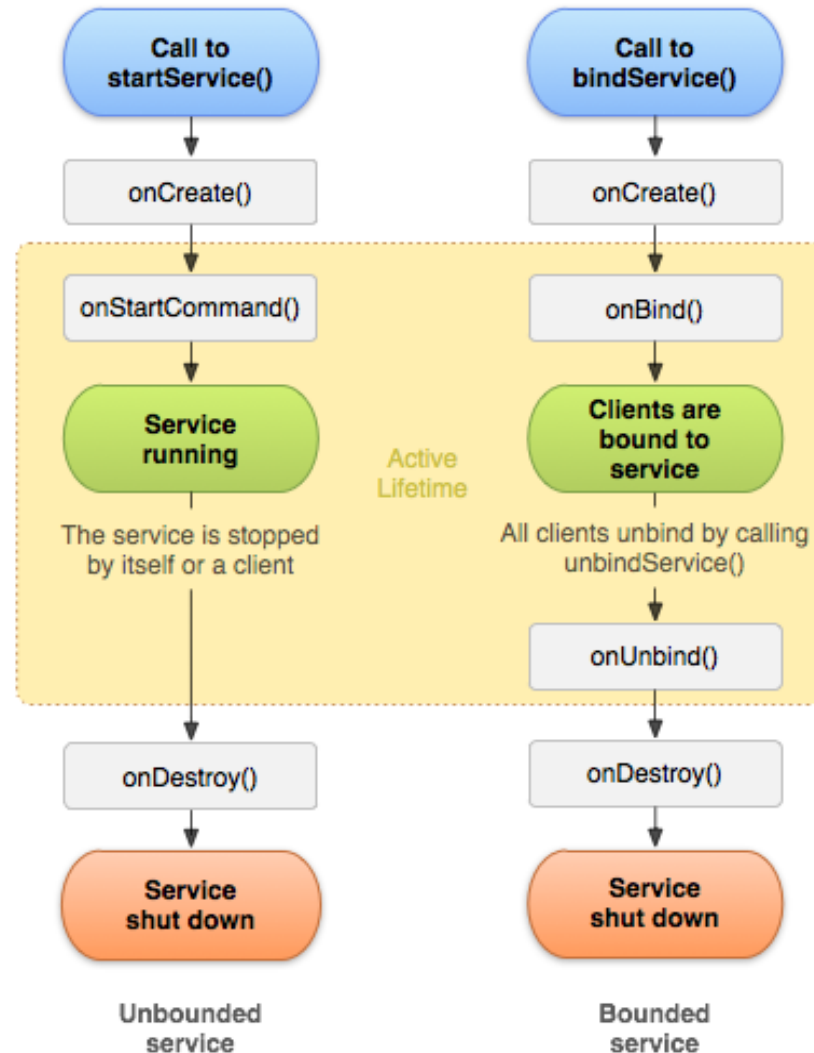 Call to
startService()
onCreate()
onStartCommand()
Service
running
The service is stopped
by itself or a client
onDestroy()
Service
shut down
Unbounded
service
Active
Lifetime
Call to
bindService()
onCreate()
onBind()
Clients are
bound to
service
All clients unbind by calling
unbindService()
onUnbind()
onDestroy()
Service
shut down
Bounded
service